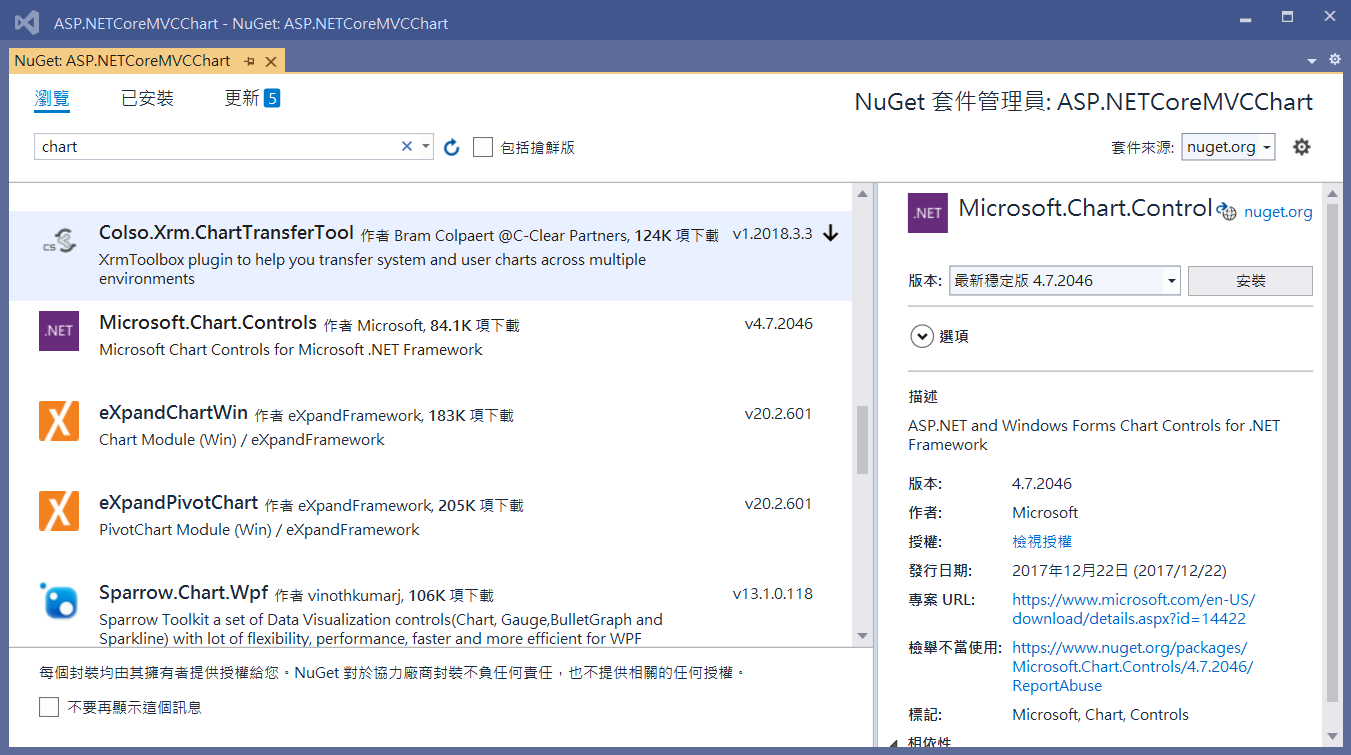 ASP.NETCoreMVCChart - NuGet: ASP.NETCoreMVCChart
NuGet: ASP.NETCoreMVCChart
瀏覽 已安裝 更新 5
NuGet 套件管理員: ASP.NETCoreMVCChart
chart
包括搶鮮版
套件來源: nuget.org
CS
Colso.Xrm.ChartTransferTool 作者 Bram Colpaert @C-Clear Partners, 124K 項下載 v1.2018.3.3
XrmToolbox plugin to help you transfer system and user charts across multiple
environments
.NET
Microsoft.Chart.Controls 作者 Microsoft, 84.1K 項下載 v4.7.2046
Microsoft Chart Controls for Microsoft .NET Framework
eXpandChartWin 作者 eXpandFramework, 183K 項下載 v20.2.601
Chart Module (Win) / eXpandFramework
eXpandPivotChart 作者 eXpandFramework, 205K 項下載 v20.2.601
PivotChart Module (Win) / eXpandFramework
Sparrow.Chart.Wpf 作者 vinothkumarj, 106K 項下載 v13.1.0.118
Sparrow Toolkit a set of Data Visualization controls(Chart, Gauge,BulletGraph and
Sparkline) with lot of flexibility, performance, faster and more efficient for WPF
每個封裝均由其擁有者提供授權給您。NuGet 對於協力廠商封裝不負任何責任，也不提供相關的任何授權。
不要再顯示這個訊息
.NET
Microsoft.Chart.Control nuget.org
版本: 最新穩定版 4.7.2046 安裝
選項
描述
ASP.NET and Windows Forms Chart Controls for .NET
Framework
版本: 4.7.2046
作者: Microsoft
授權: 檢視授權
發行日期: 2017年12月22日 (2017/12/22)
專案 URL: https://www.microsoft.com/en-US/
download/details.aspx?id=14422
檢舉不當使用: https://www.nuget.org/packages/
Microsoft.Chart.Controls/4.7.2046/
ReportAbuse
標記: Microsoft, Chart, Controls
相依性